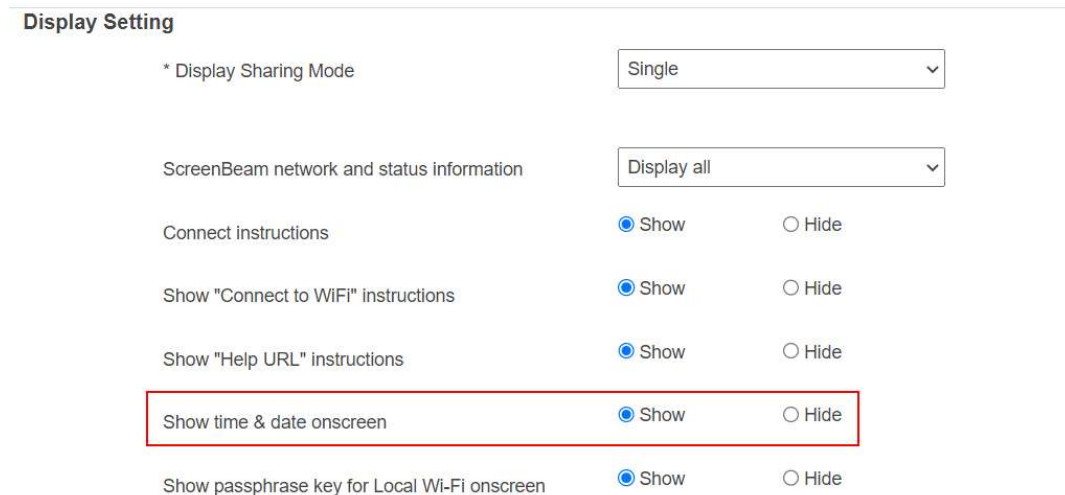 Display Setting
* Display Sharing Mode Single
ScreenBeam network and status information Display all
Connect instructions Show Hide
Show "Connect to WiFi" instructions Show Hide
Show "Help URL" instructions Show Hide
Show time & date onscreen Show Hide
Show passphrase key for Local Wi-Fi onscreen Show Hide